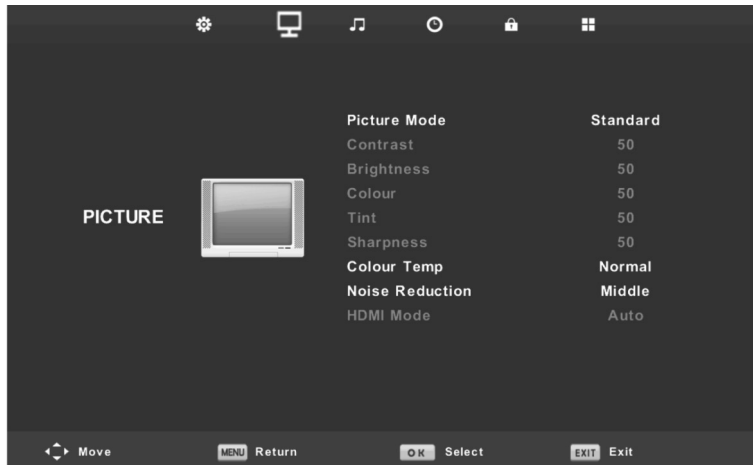 Picture Mode Standard
Contrast 50
Brightness 50
Colour 50
Tint 50
PICTURE
Sharpness 50
Colour Temp Normal
Noise Reduction Middle
HDMI Mode Auto
Move MENU Return OK Select EXIT Exit